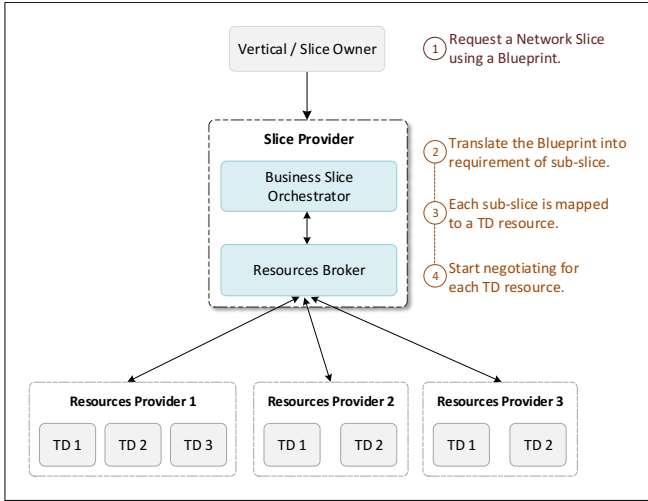 Vertical / Slice Owner
1 Request a Network Slice
using a Blueprint.
Slice Provider
2 Translate the Blueprint into
requirement of sub-slice.
Business Slice
Orchestrator
3 Each sub-slice is mapped
to a TD resource.
Resources Broker
4 Start negotiating for
each TD resource.
Resources Provider 1
TD 1 TD 2 TD 3
Resources Provider 2
TD 1 TD 2
Resources Provider 3
TD 1 TD 2